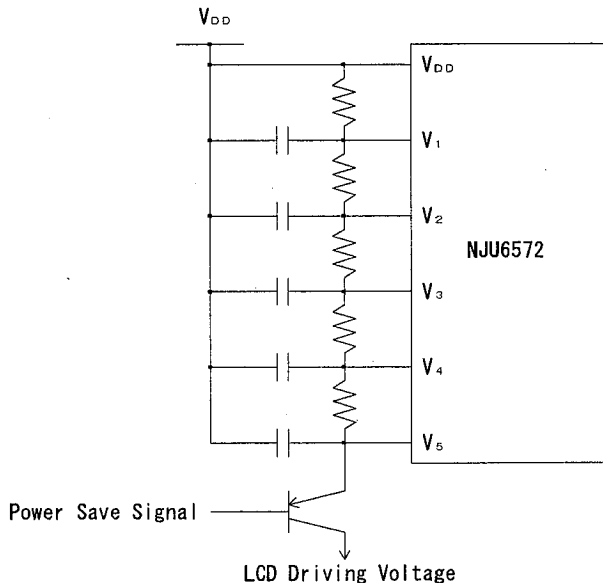 VDD
VDD
V1
V2
NJU6572
V3
V4
V5
Power Save Signal
LCD Driving Voltage